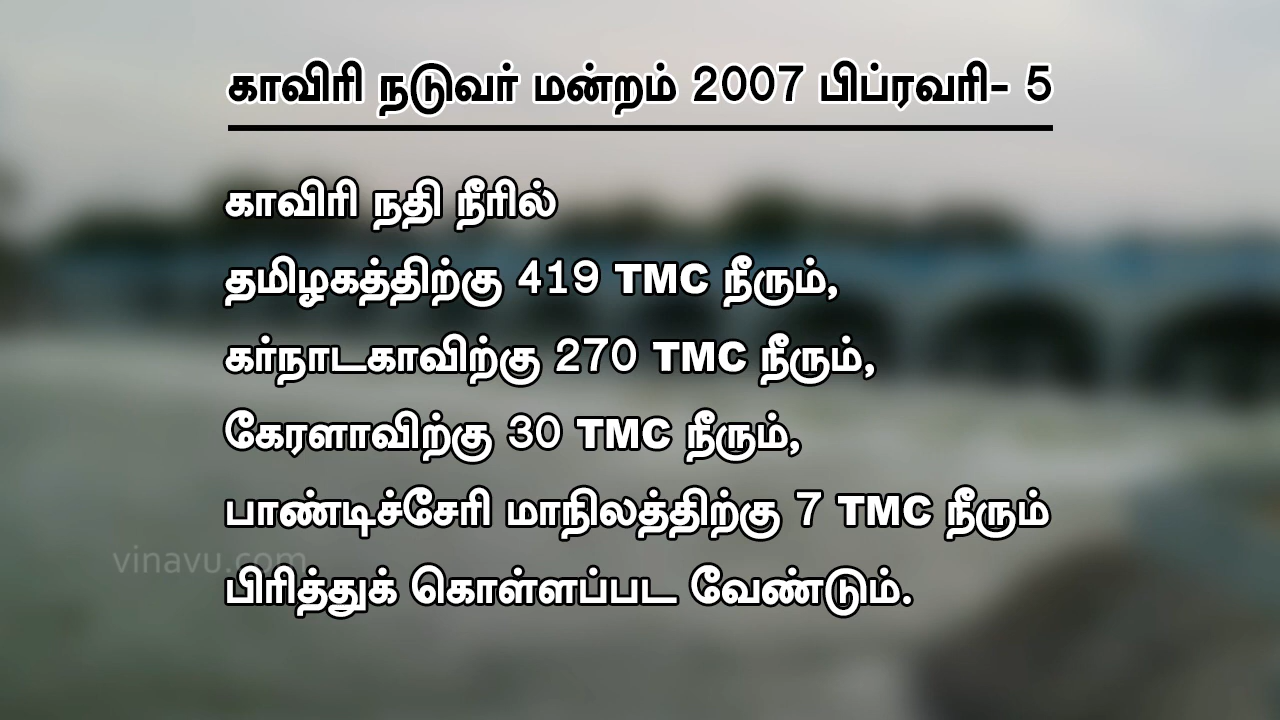 காவிரி நடுவர் மன்றம் 2007 பிப்ரவரி- 5
காவிரி நதி நீரில்
தமிழகத்திற்கு 419 TMC நீரும்,
கர்நாடகாவிற்கு 270 TMC நீரும்,
கேரளாவிற்கு 30 TMC நீரும்,
பாண்டிச்சேரி மாநிலத்திற்கு 7 TMC நீரும்
vinavu.com
பிரித்துக் கொள்ளப்பட வேண்டும்.